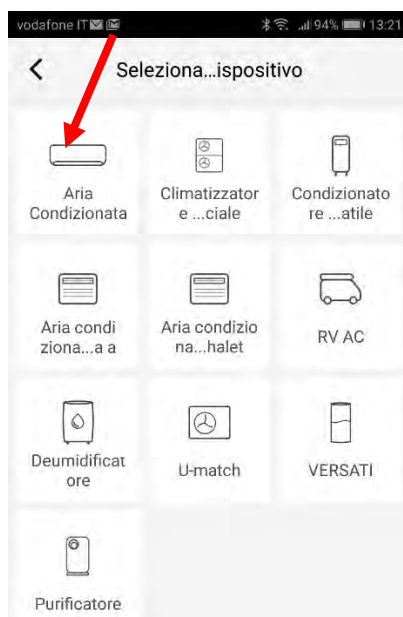 vodafone IT 94% 13:21
Seleziona...ispositivo
Aria
Condizionata
Climatizzator
e ...ciale
Condizionato
re ...atile
Aria condi
ziona...a a
Aria condizio
na...halet
RV AC
Deumidificat
ore
U-match
VERSATI
Purificatore